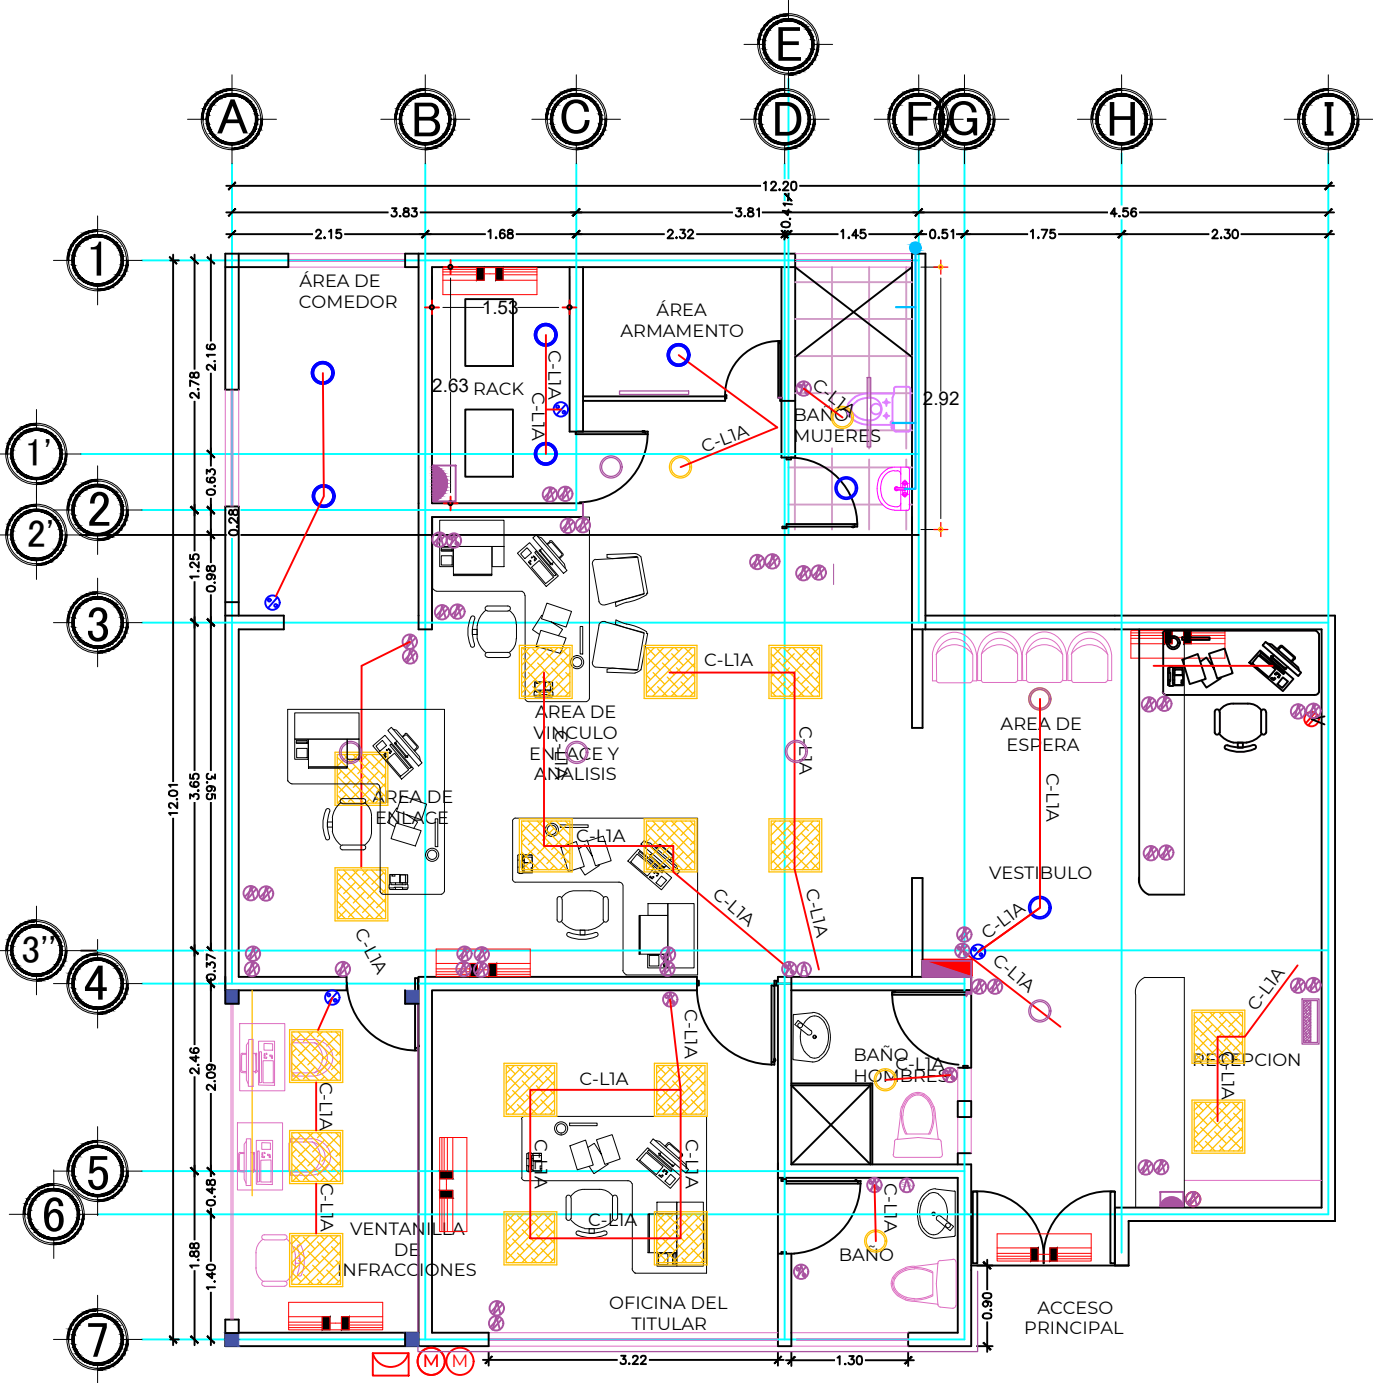 E
A
B
C
D
F
G
H
I
12.20
3.83
3.81
4.56
0.41
2.15
1.68
2.32
1.45
0.51
1.75
2.30
1
1'
2
2'
3
3''
4
5
6
7
12.01
2.78
1.25
3.65
2.46
1.88
2.16
0.63
0.98
3.65
0.37
2.09
0.48
1.40
0.28
ÁREA DE
COMEDOR
1.53
2.63
RACK
C-L1A
C-L1A
ÁREA
ARMAMENTO
C-L1A
C-L1A
BAÑO
MUJERES
2.92
C-L1A
AREA DE
VINCULO
ENLACE Y
ANALISIS
C-L1A
C-L1A
AREA DE
ENLACE
C-L1A
C-L1A
C-L1A
C-L1A
AREA DE
ESPERA
C-L1A
VESTIBULO
C-L1A
C-L1A
C-L1A
RECEPCION
C-L1A
BAÑO
HOMBRES
C-L1A
C-L1A
C-L1A
C-L1A
C-L1A
C-L1A
C-L1A
C-L1A
VENTANILLA
DE
INFRACCIONES
C-L1A
BAÑO
OFICINA DEL
TITULAR
ACCESO
PRINCIPAL
0.90
M
M
3.22
1.30